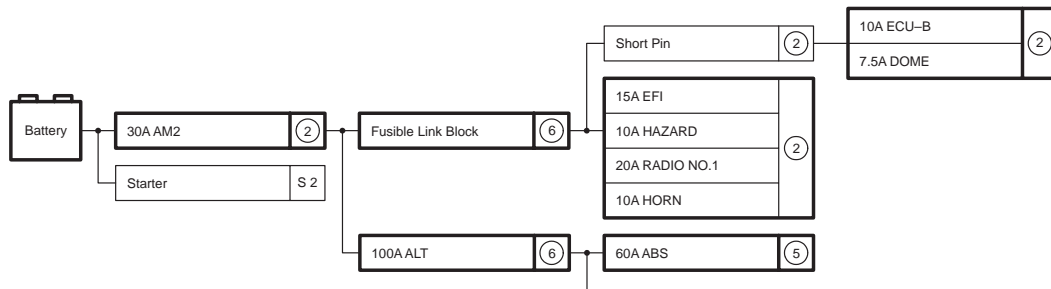 Short Pin 2
10A ECU–B
7.5A DOME
2
Battery
30A AM2 2
Fusible Link Block 6
15A EFI
10A HAZARD
20A RADIO NO.1
10A HORN
2
Starter S 2
100A ALT 6
60A ABS 5